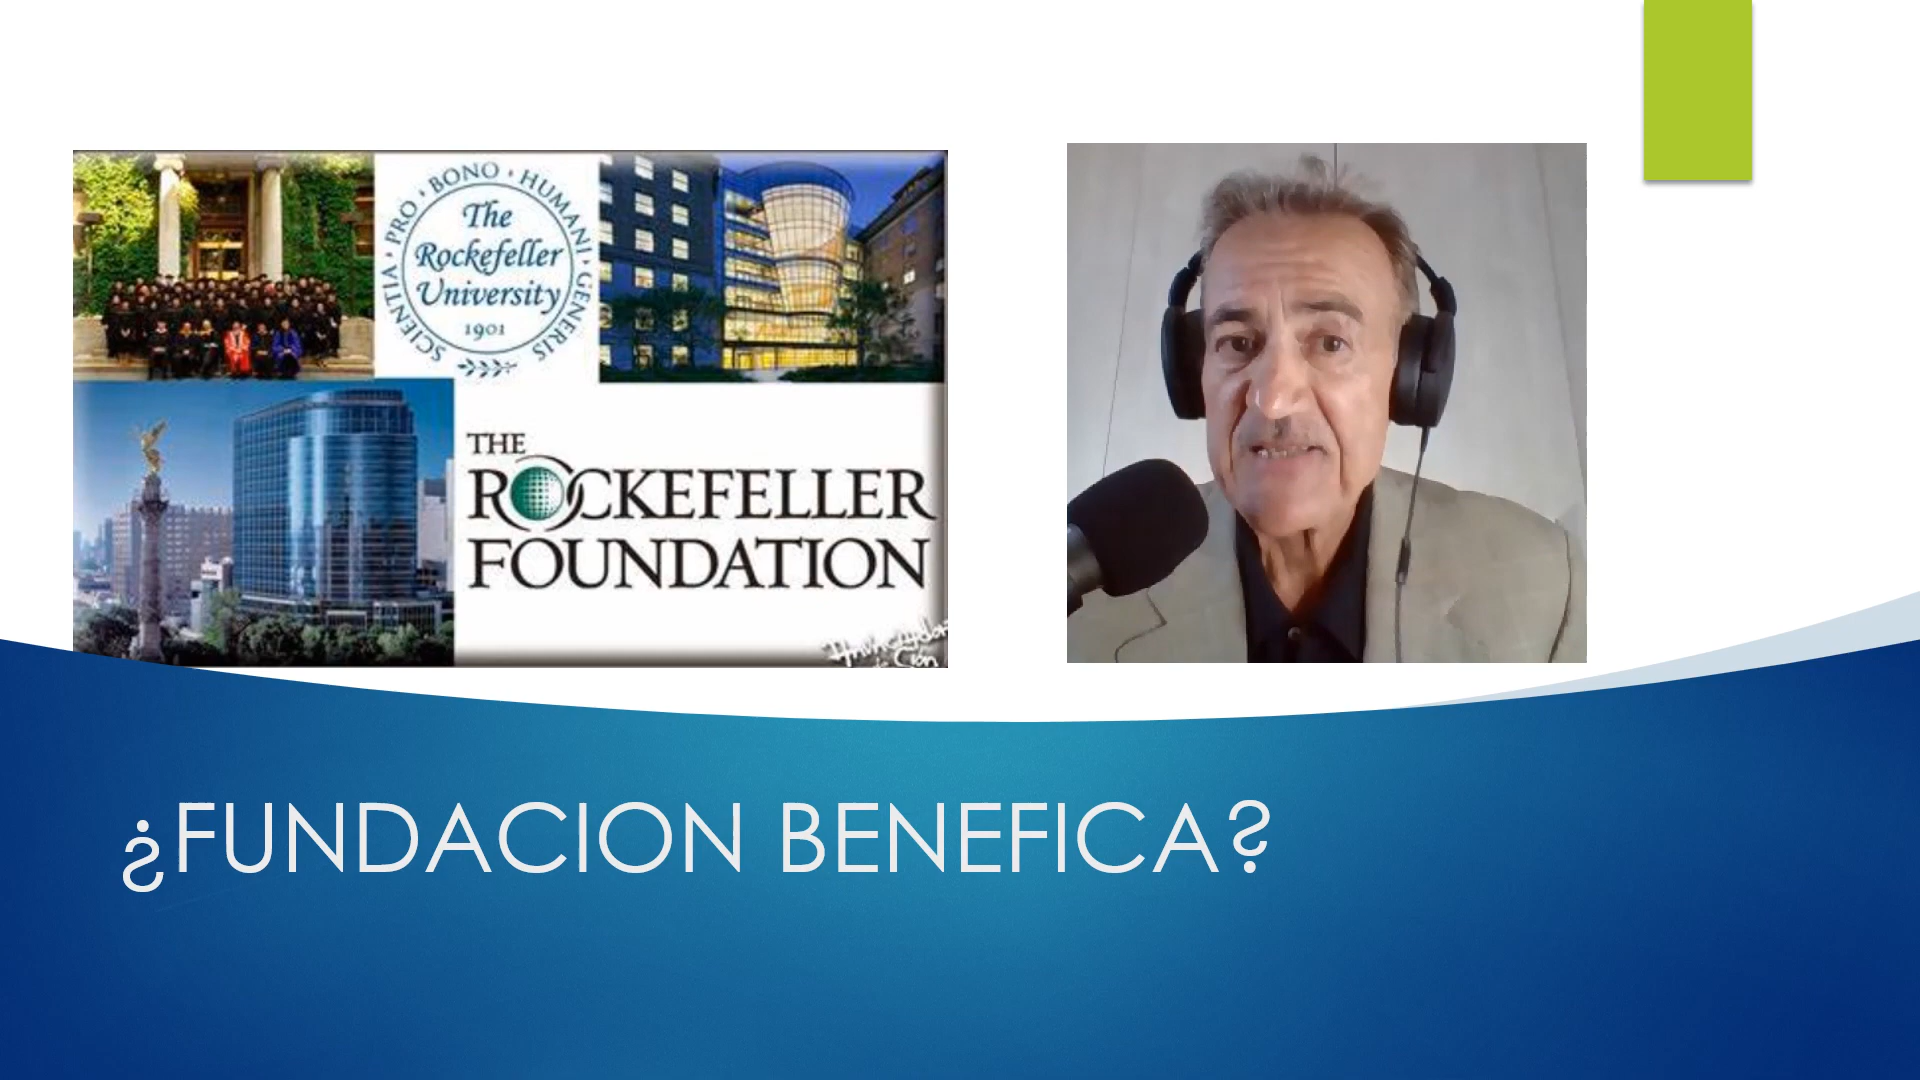 SCIENTIA · PRO · BONO · HUMANI · GENERIS
The
Rockefeller
University
1901
THE
ROCKEFELLER
FOUNDATION
¿FUNDACION BENEFICA?